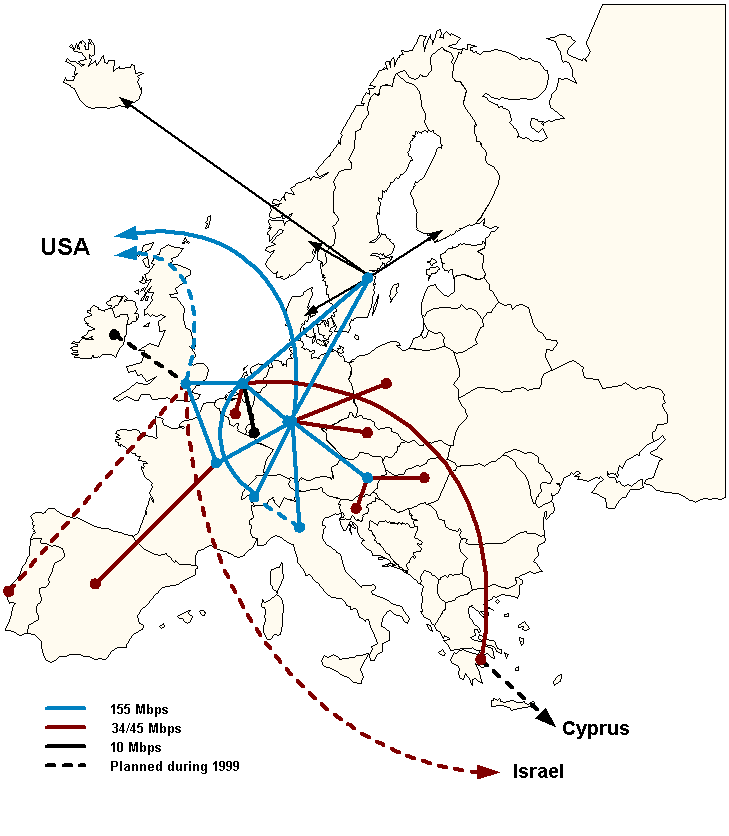 USA
155 Mbps
34/45 Mbps
10 Mbps
Planned during 1999
Cyprus
Israel